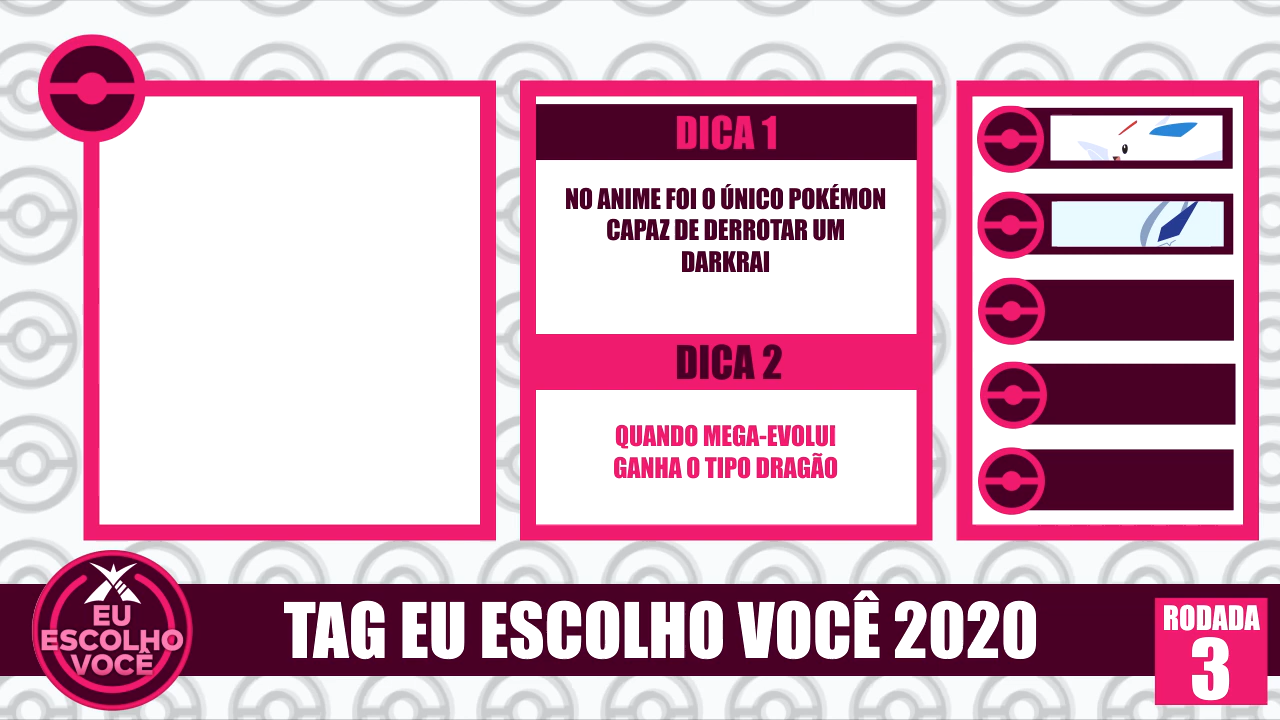 DICA 1
NO ANIME FOI O ÚNICO POKÉMON
CAPAZ DE DERROTAR UM
DARKRAI
DICA 2
QUANDO MEGA-EVOLUI
GANHA O TIPO DRAGÃO
EU
ESCOLHO
VOCÊ
TAG EU ESCOLHO VOCÊ 2020
RODADA
3